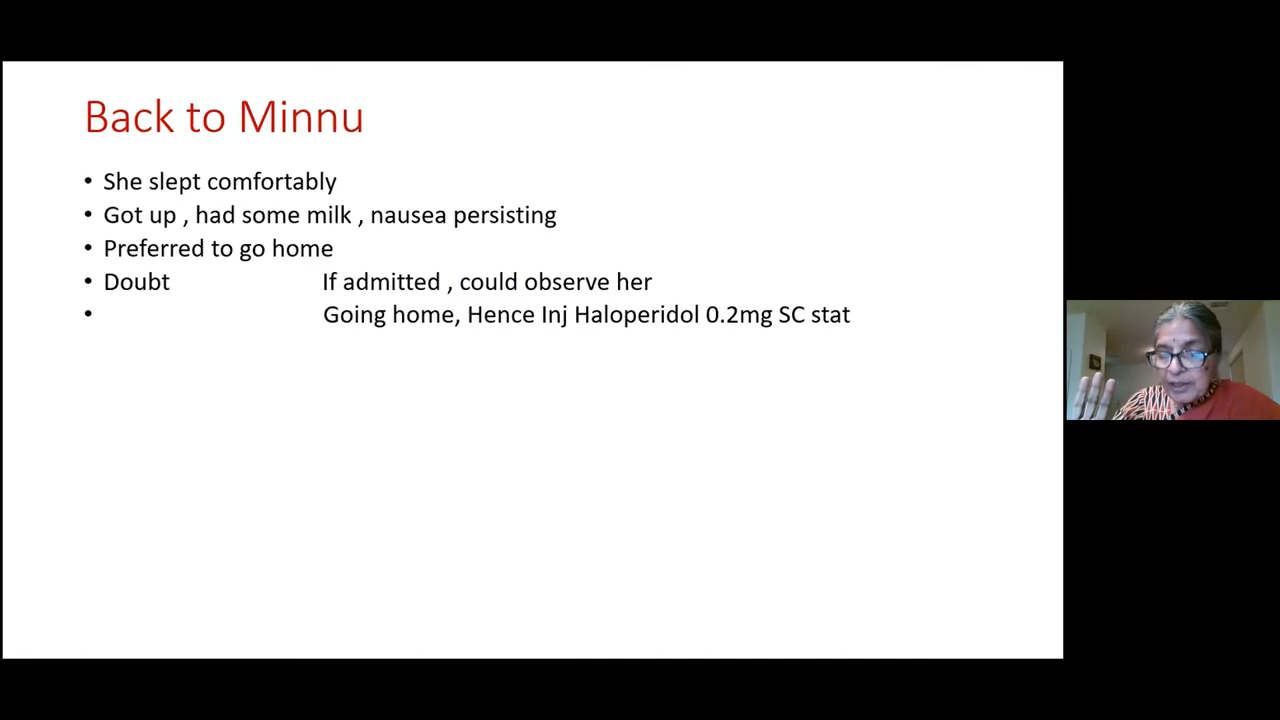 Back to Minnu
• She slept comfortably
• Got up , had some milk , nausea persisting
• Preferred to go home
• Doubt If admitted , could observe her
• Going home, Hence Inj Haloperidol 0.2mg SC stat